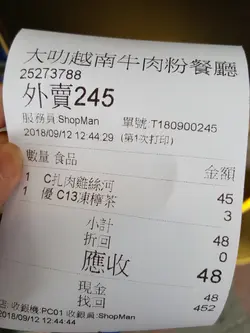 大叻越南牛肉粉餐廳
25273788
外賣245
服務員:ShopMan 單號:T180900245
2018/09/12 12:44:29 (第1次打印)
數量 食品 金額
1 C扎肉雞絲河 45
1 優 C13凍檸茶 3
小計 48
折回 0
應收 48
現金 48
找回 452
店: 收銀機:PC01 收銀員:ShopMan
2018/09/12 12:44:44